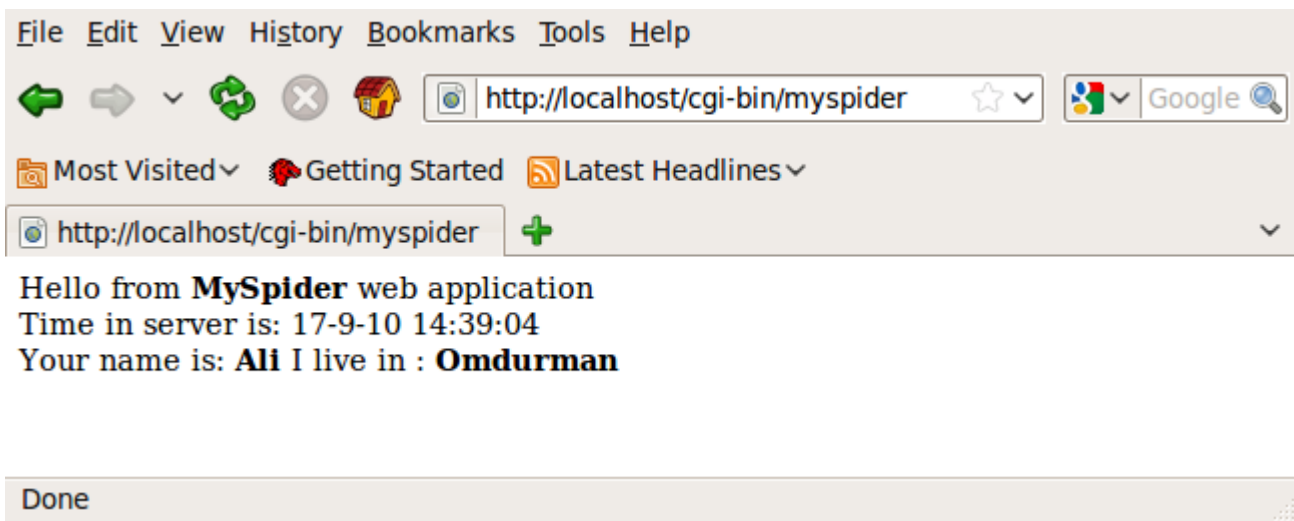 File Edit View History Bookmarks Tools Help
http://localhost/cgi-bin/myspider Google
Most Visited Getting Started Latest Headlines
http://localhost/cgi-bin/myspider
Hello from MySpider web application
Time in server is: 17-9-10 14:39:04
Your name is: Ali I live in : Omdurman
Done